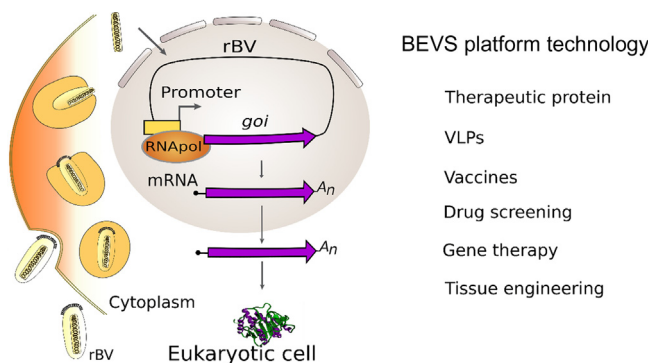 rBV
BEVS platform technology
Promoter
goi
RNApol
mRNA
An
An
Cytoplasm
rBV
Eukaryotic cell
Therapeutic protein
VLPs
Vaccines
Drug screening
Gene therapy
Tissue engineering